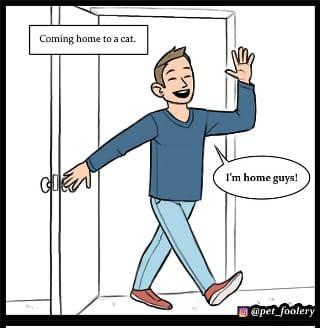 Coming home to a cat.
I'm home guys!
@pet_foolery